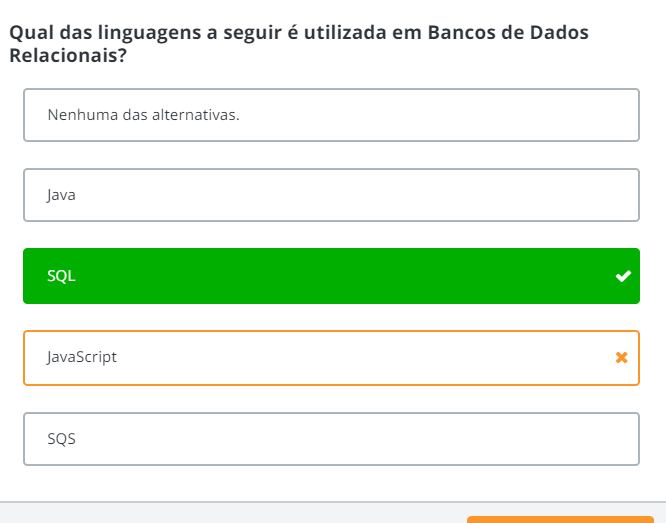 Qual das linguagens a seguir é utilizada em Bancos de Dados
Relacionais?
Nenhuma das alternativas.
Java
SQL
JavaScript
SQS